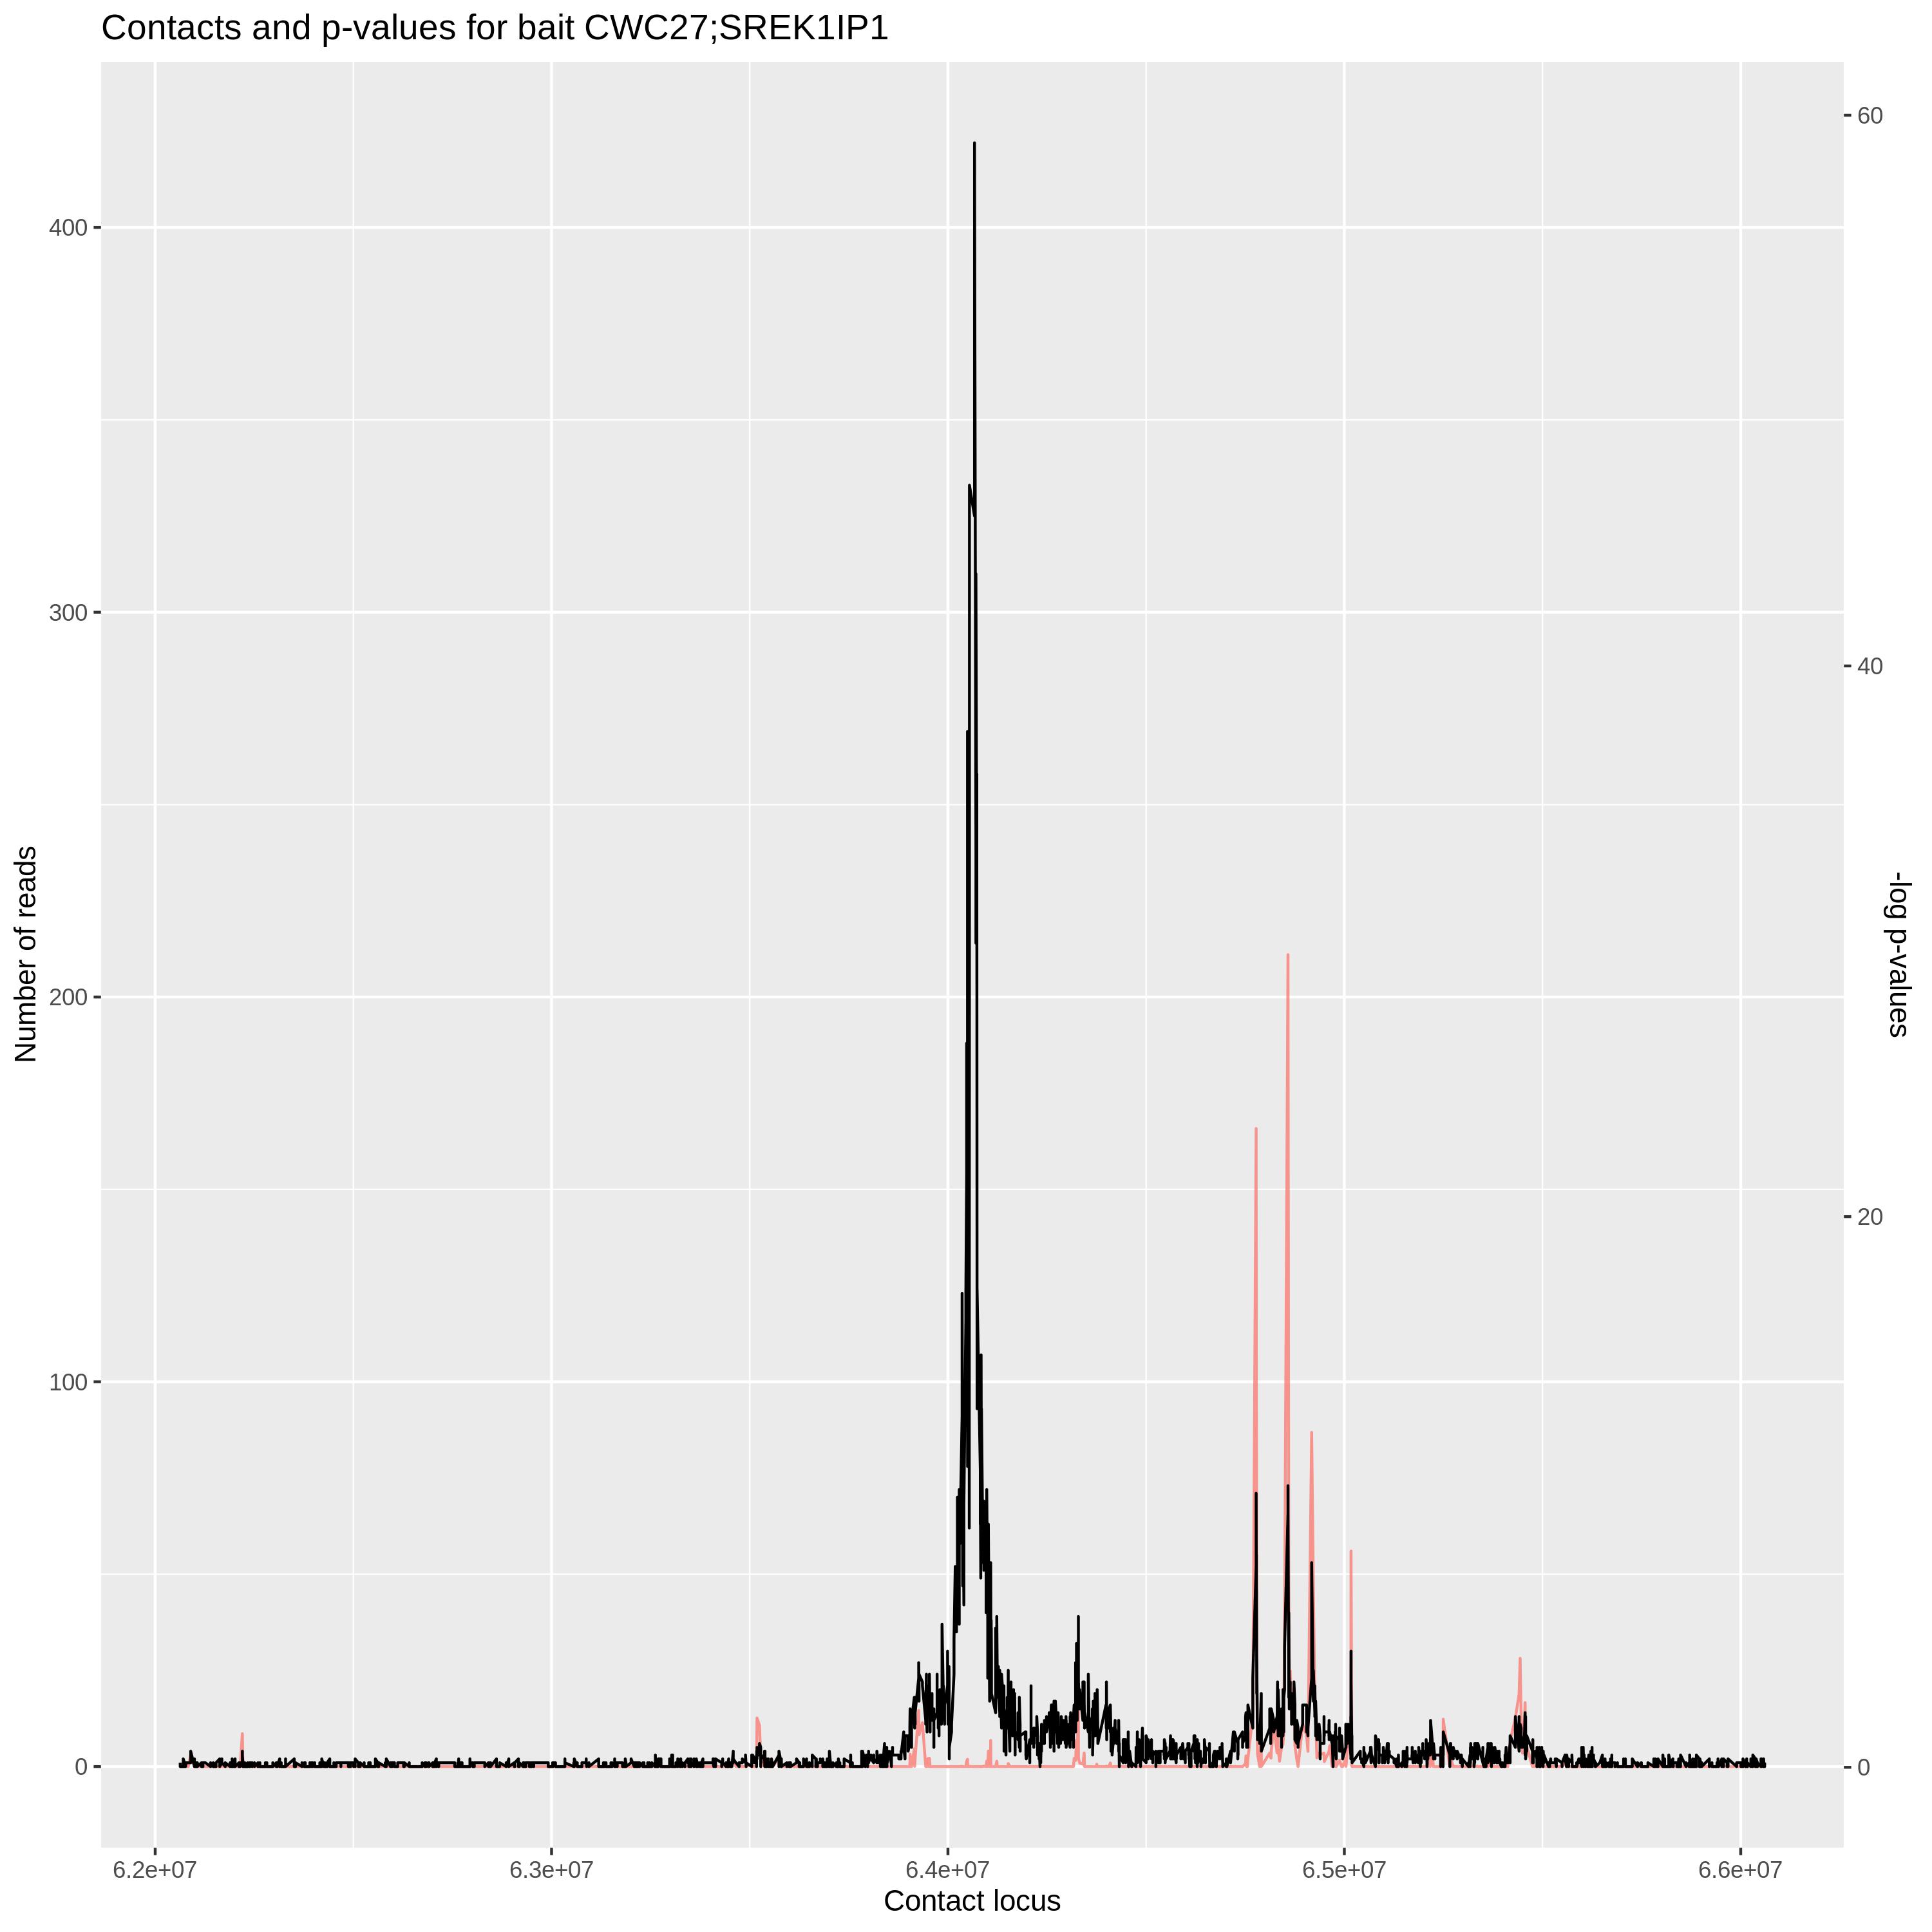 Contacts and p-values for bait CWC27;SREK1IP1
400
300
200
100
0
Number of reads
60
40
20
0
-log p-values
6.2e+07 6.3e+07 6.4e+07 6.5e+07 6.6e+07
Contact locus